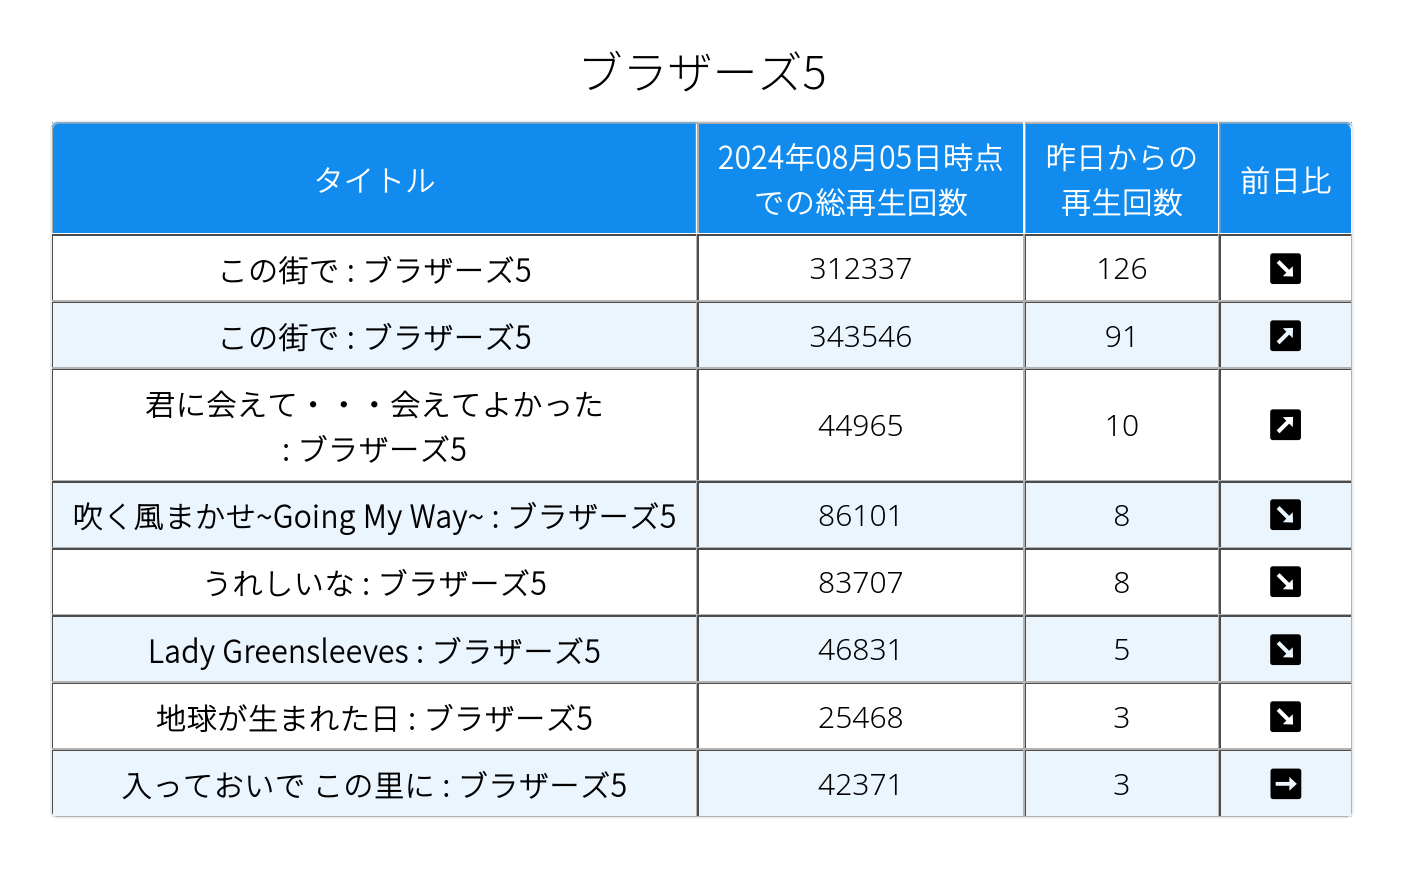 ブラザーズ5
タイトル
2024年08月05日時点
での総再生回数
昨日からの
再生回数
前日比
この街で : ブラザーズ5
312337
126
↘
この街で : ブラザーズ5
343546
91
↗
君に会えて・・・会えてよかった
: ブラザーズ5
44965
10
↗
吹く風まかせ~Going My Way~ : ブラザーズ5
86101
8
↘
うれしいな : ブラザーズ5
83707
8
↘
Lady Greensleeves : ブラザーズ5
46831
5
↘
地球が生まれた日 : ブラザーズ5
25468
3
↘
入っておいで この里に : ブラザーズ5
42371
3
→